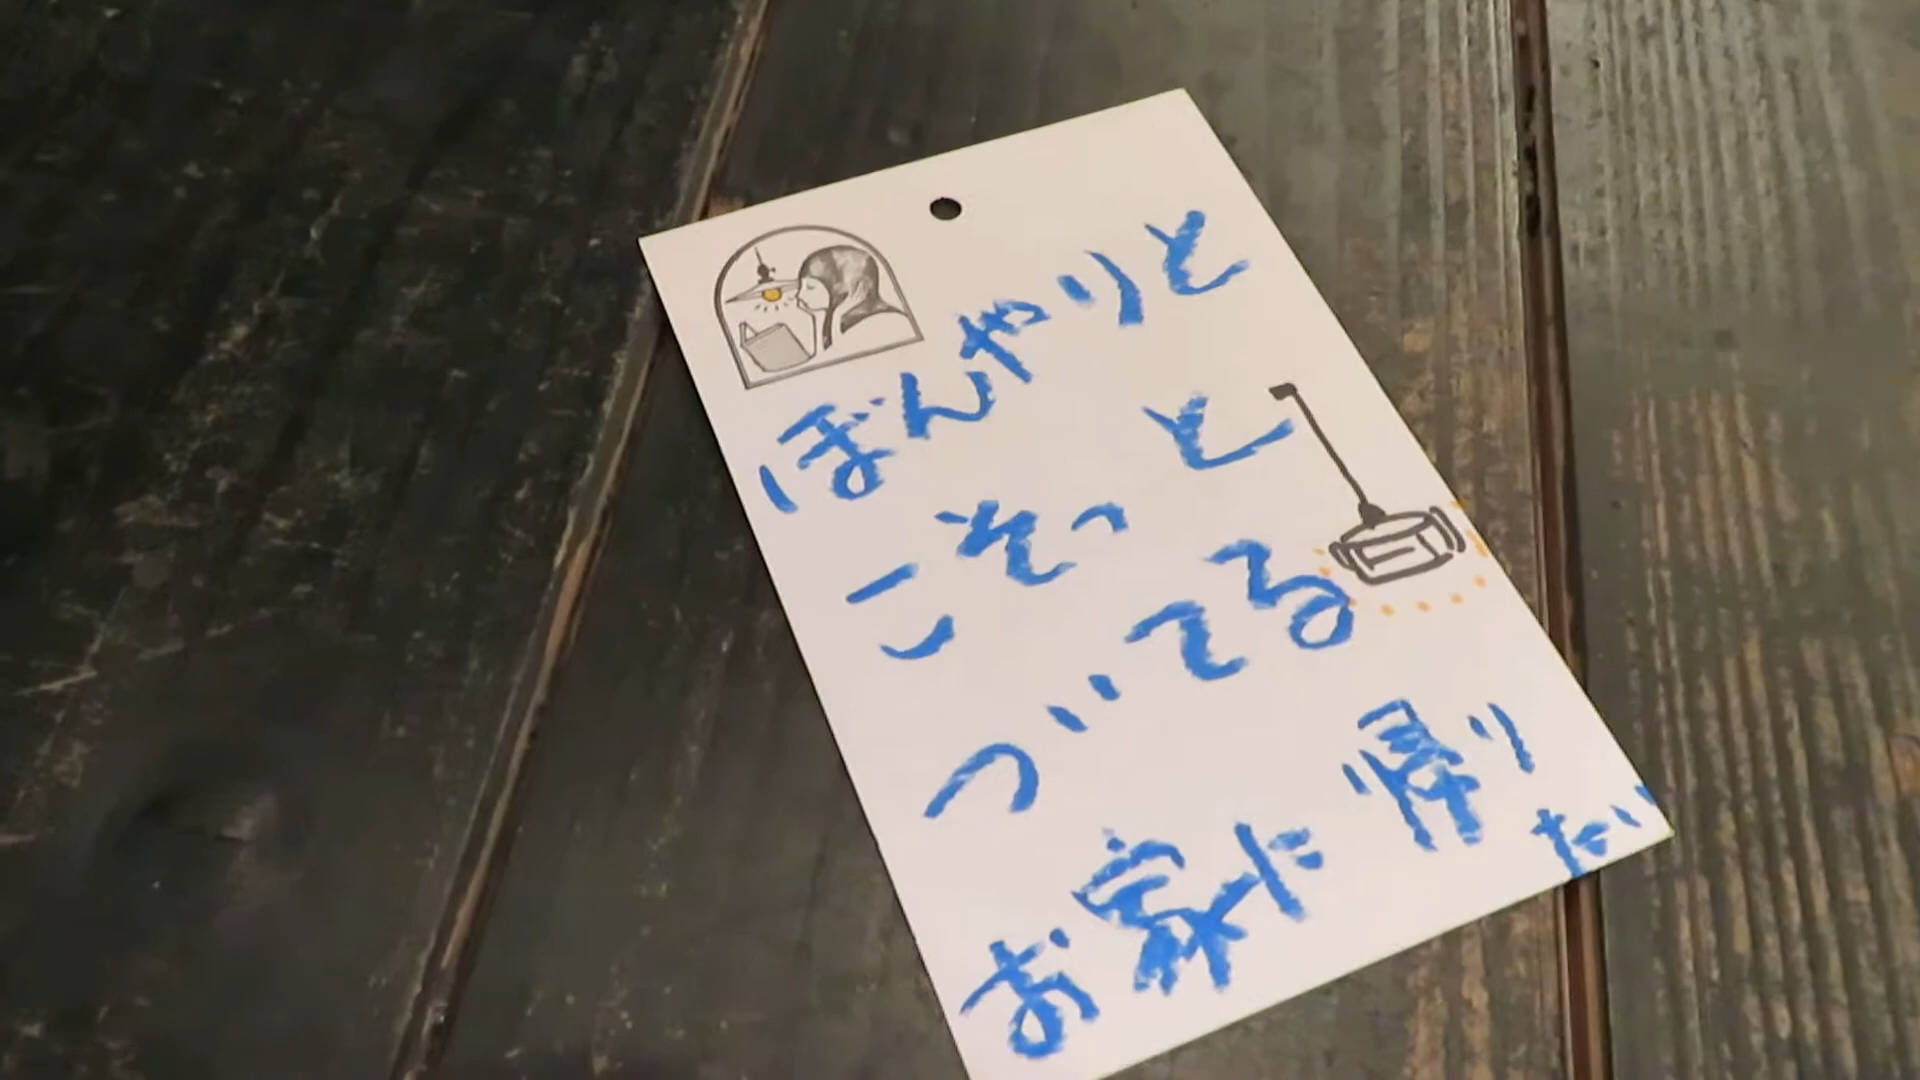 ぼんやりと
こそっと
ついてる
お家に帰り
たい